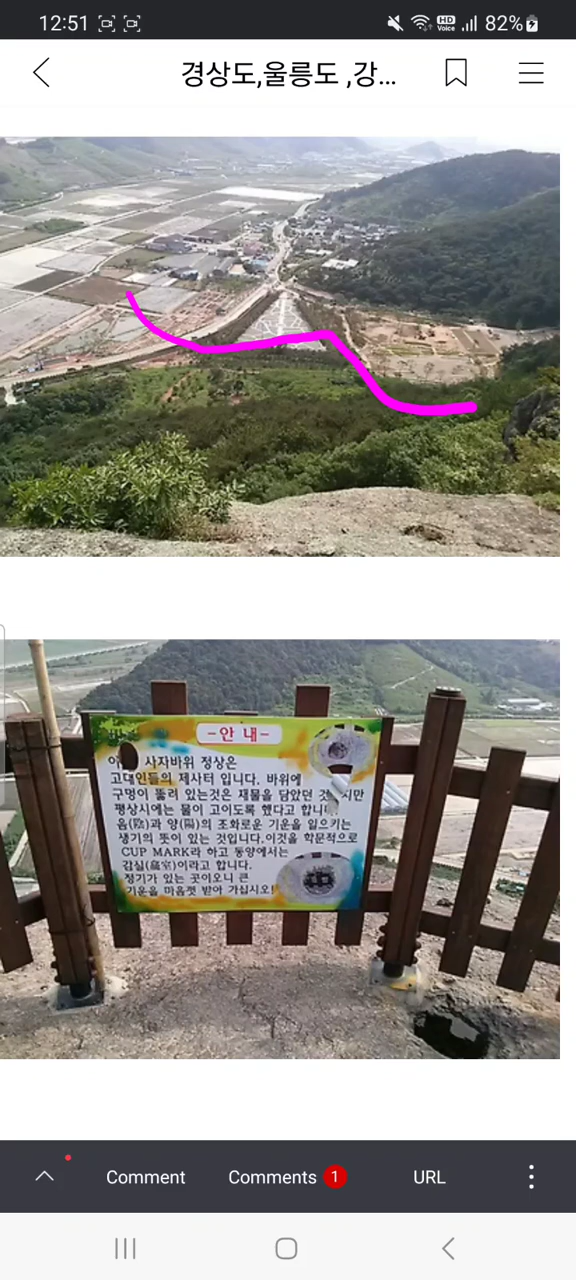 12:51
HD Voice
82%
경상도,울릉도 ,강...
-안 내-
사자바위 정상은
고대인들의 제사터 입니다. 바위에
구멍이 뚫려 있는것은 재물을 담았던 것 지만
평상시에는 물이 고이도록 했다고 합니다
음(陰)과 양(陽)의 조화로운 기운을 일으키는
생기의 뜻이 있는 것입니다.이것을 학문적으로
CUP MARK라 하고 동양에서는
감실(龕室)이라고 합니다.
정기가 있는 곳이오니 큰
기운을 마음껏 받아 가십시오!
Comment
Comments 1
URL